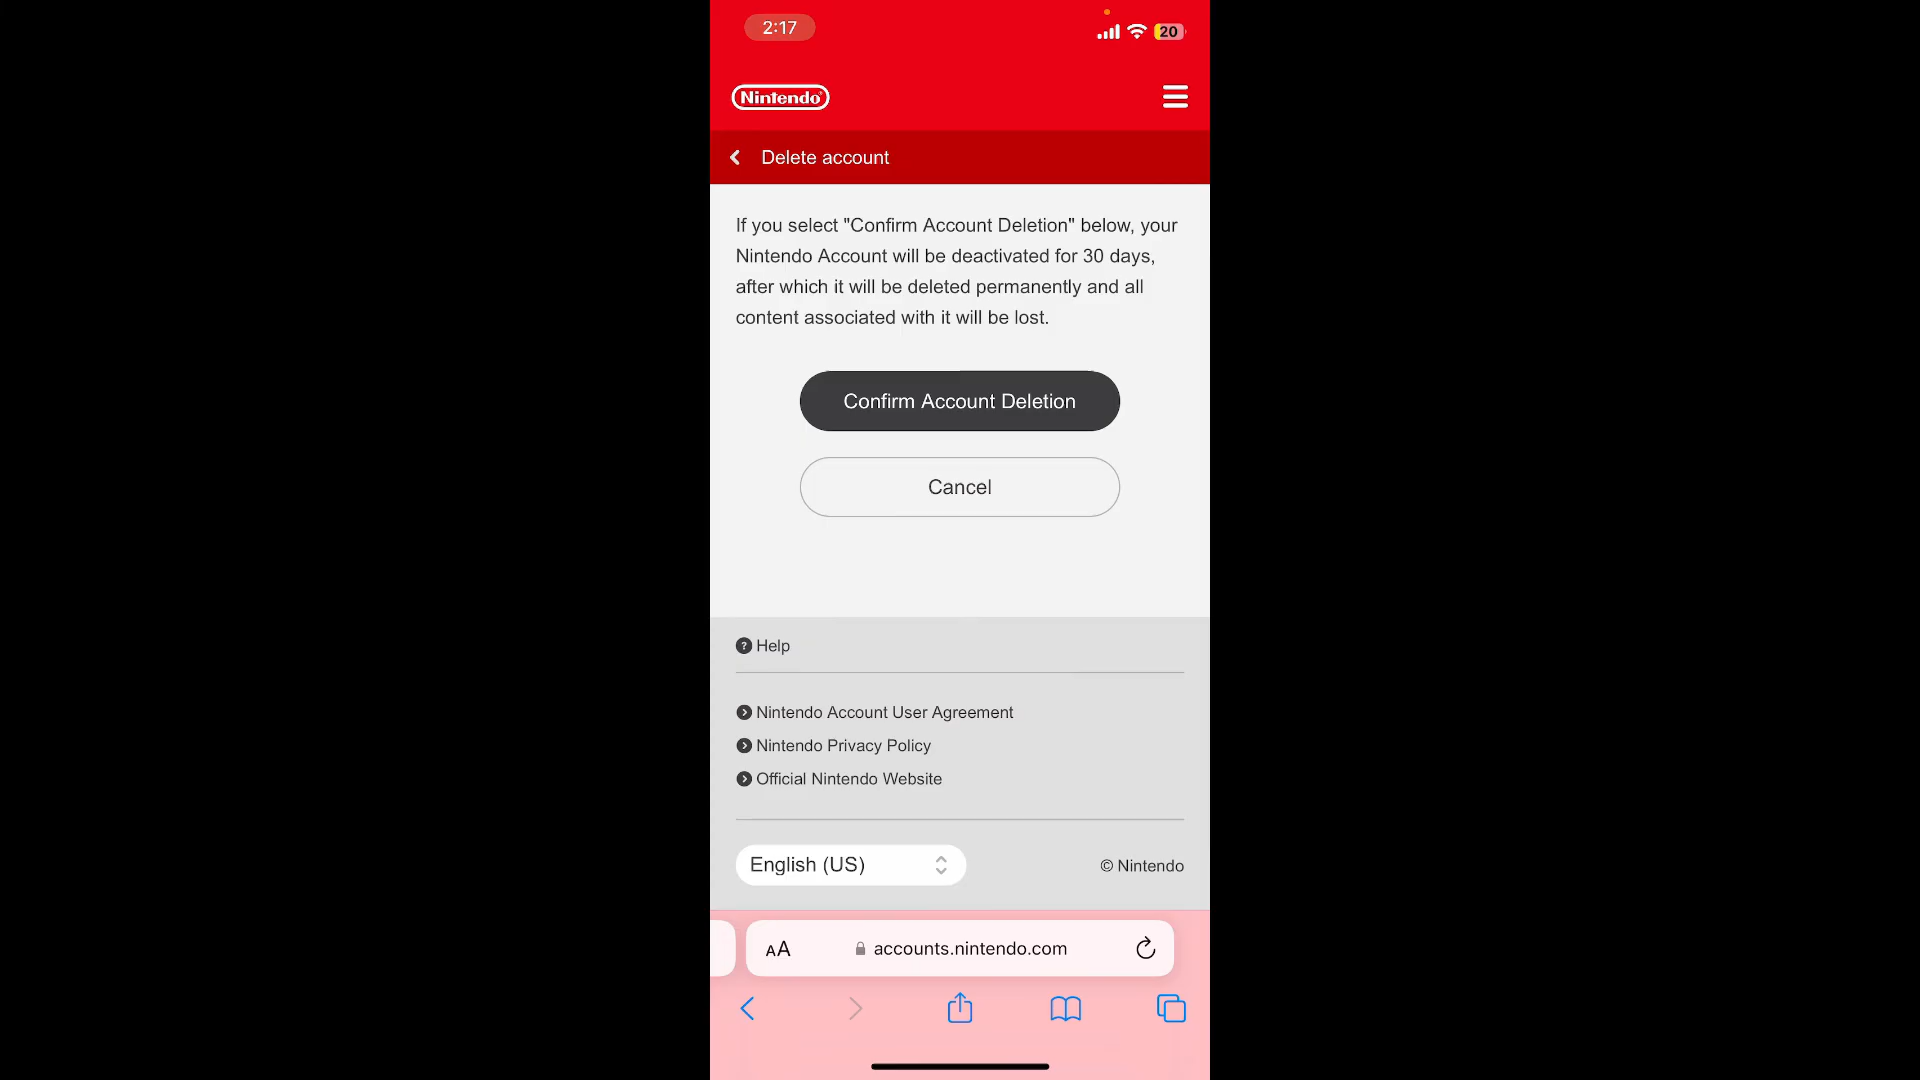 2:17
20
Nintendo
Delete account
If you select "Confirm Account Deletion" below, your
Nintendo Account will be deactivated for 30 days,
after which it will be deleted permanently and all
content associated with it will be lost.
Confirm Account Deletion
Cancel
? Help
Nintendo Account User Agreement
Nintendo Privacy Policy
Official Nintendo Website
English (US)
© Nintendo
AA accounts.nintendo.com